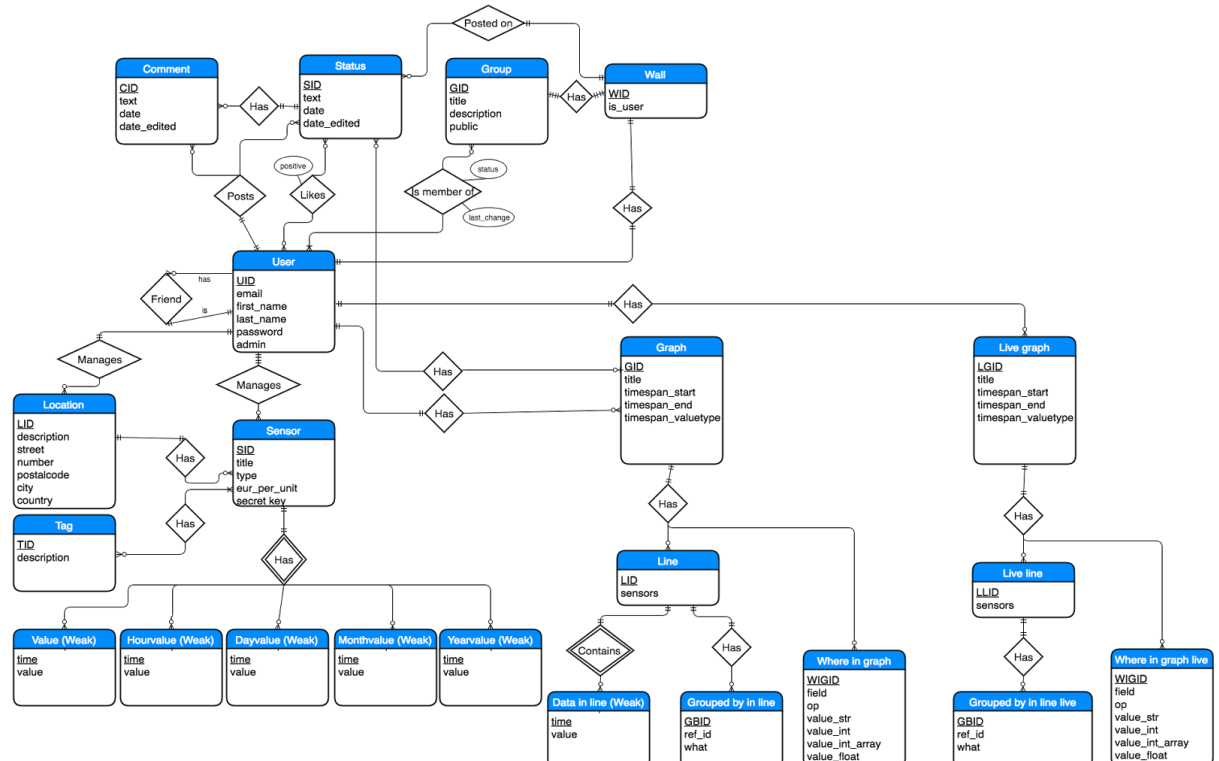 Posted on
Comment
CID
text
date
date_edited
Has
Status
SID
text
date
date_edited
Group
GID
title
description
public
Has
Wall
WID
is_user
positive
status
Posts
Likes
Is member of
last_change
Has
User
UID
email
first_name
last_name
password
admin
has
Friend
is
Has
Manages
Manages
Has
Has
Graph
GID
title
timespan_start
timespan_end
timespan_valuetype
Live graph
LGID
title
timespan_start
timespan_end
timespan_valuetype
Location
LID
description
street
number
postalcode
city
country
Has
Sensor
SID
title
type
eur_per_unit
secret key
Tag
TID
description
Has
Has
Has
Has
Line
LID
sensors
Live line
LLID
sensors
Value (Weak)
time
value
Hourvalue (Weak)
time
value
Dayvalue (Weak)
time
value
Monthvalue (Weak)
time
value
Yearvalue (Weak)
time
value
Contains
Has
Has
Where in graph
WIGID
field
op
value_str
value_int
value_int_array
value_float
Where in graph live
WIGID
field
op
value_str
value_int
value_int_array
value_float
Data in line (Weak)
time
value
Grouped by in line
GBID
ref_id
what
Grouped by in line live
GBID
ref_id
what